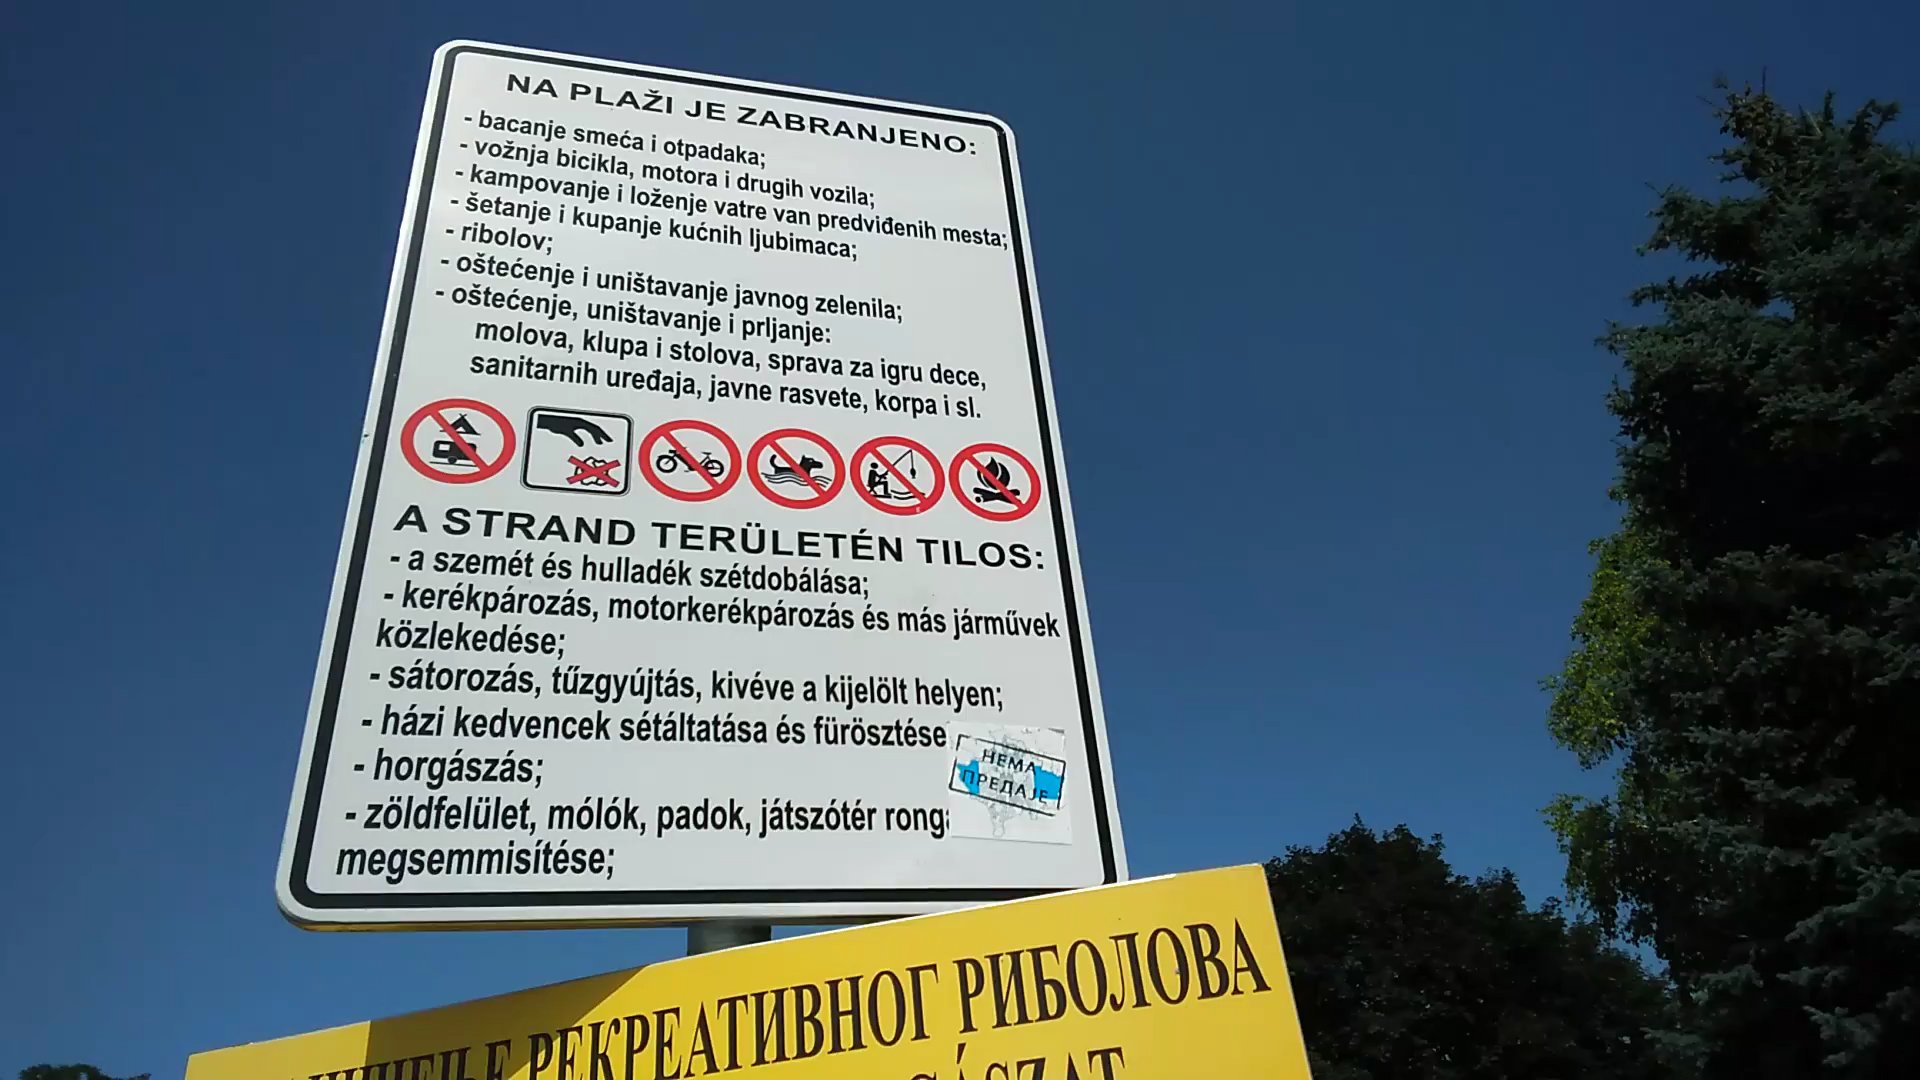 NA PLAŽI JE ZABRANJENO:
- bacanje smeća i otpadaka;
- vožnja bicikla, motora i drugih vozila;
- kampovanje i loženje vatre van predviđenih mesta;
- šetanje i kupanje kućnih ljubimaca;
- ribolov;
- oštećenje i uništavanje javnog zelenila;
- oštećenje, uništavanje i prljanje:
molova, klupa i stolova, sprava za igru dece,
sanitarnih uređaja, javne rasvete, korpa i sl.
A STRAND TERÜLETÉN TILOS:
- a szemét és hulladék szétdobálása;
- kerékpározás, motorkerékpározás és más járművek
közlekedése;
- sátorozás, tűzgyújtás, kivéve a kijelölt helyen;
- házi kedvencek sétáltatása és fürösztése
- horgászás;
- zöldfelület, mólók, padok, játszótér
megsemmisítése;
НЕМА
ПРЕДАЈЕ
РЕКРЕАТИВНОГ РИБОЛОВА